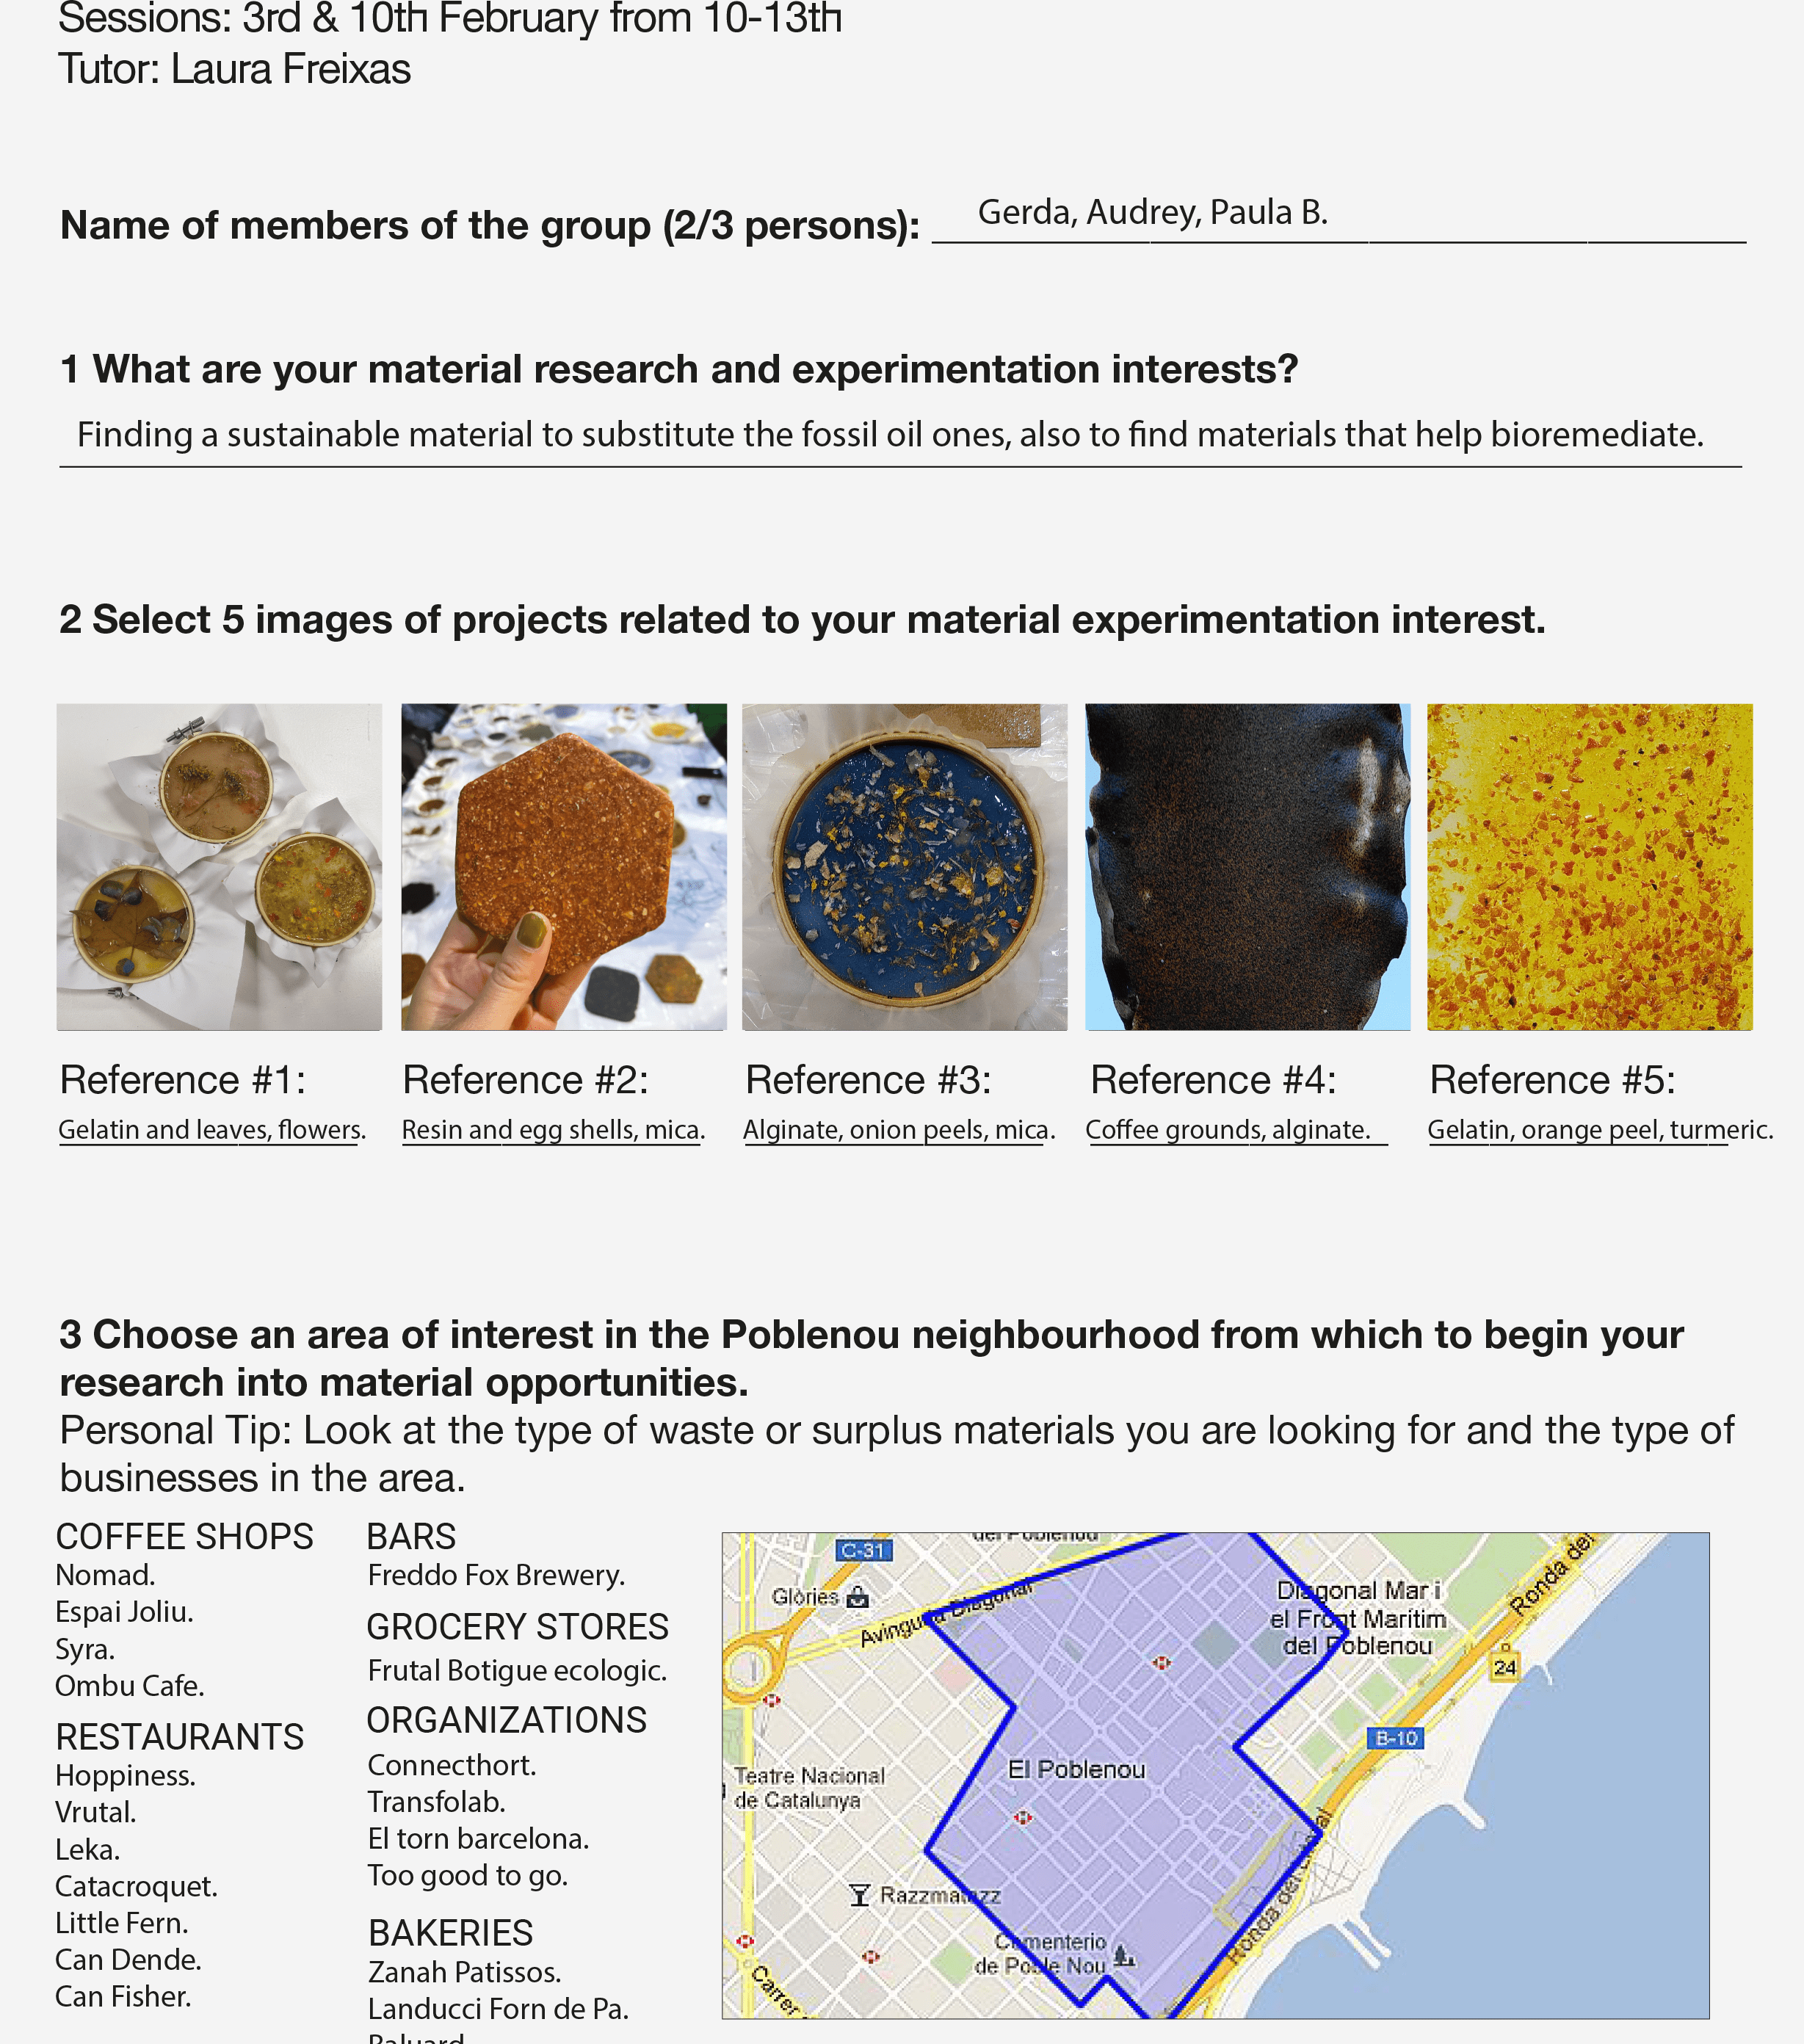 Sessions: 3rd & 10th February from 10-13th
Tutor: Laura Freixas
Name of members of the group (2/3 persons): Gerda, Audrey, Paula B.
1 What are your material research and experimentation interests?
Finding a sustainable material to substitute the fossil oil ones, also to find materials that help bioremediate.
2 Select 5 images of projects related to your material experimentation interest.
Reference #1:
Gelatin and leaves, flowers.
Reference #2:
Resin and egg shells, mica.
Reference #3:
Alginate, onion peels, mica.
Reference #4:
Coffee grounds, alginate.
Reference #5:
Gelatin, orange peel, turmeric.
3 Choose an area of interest in the Poblenou neighbourhood from which to begin your
research into material opportunities.
Personal Tip: Look at the type of waste or surplus materials you are looking for and the type of
businesses in the area.
COFFEE SHOPS
Nomad.
Espai Joliu.
Syra.
Ombu Cafe.
RESTAURANTS
Hoppiness.
Vrutal.
Leka.
Catacroquet.
Little Fern.
Can Dende.
Can Fisher.
BARS
Freddo Fox Brewery.
GROCERY STORES
Frutal Botigue ecologic.
ORGANIZATIONS
Connecthort.
Transfolab.
El torn barcelona.
Too good to go.
BAKERIES
Zanah Patissos.
Landucci Forn de Pa.
Baluard
del Poblenou
C-31
Glòries
Avinguda Diagonal
Diagonal Mar i
el Front Marítim
del Poblenou
Ronda del
24
B-10
El Poblenou
Teatre Nacional
de Catalunya
Razzmatazz
Cementerio
de Poble Nou
Ronda del Litoral
Carrer